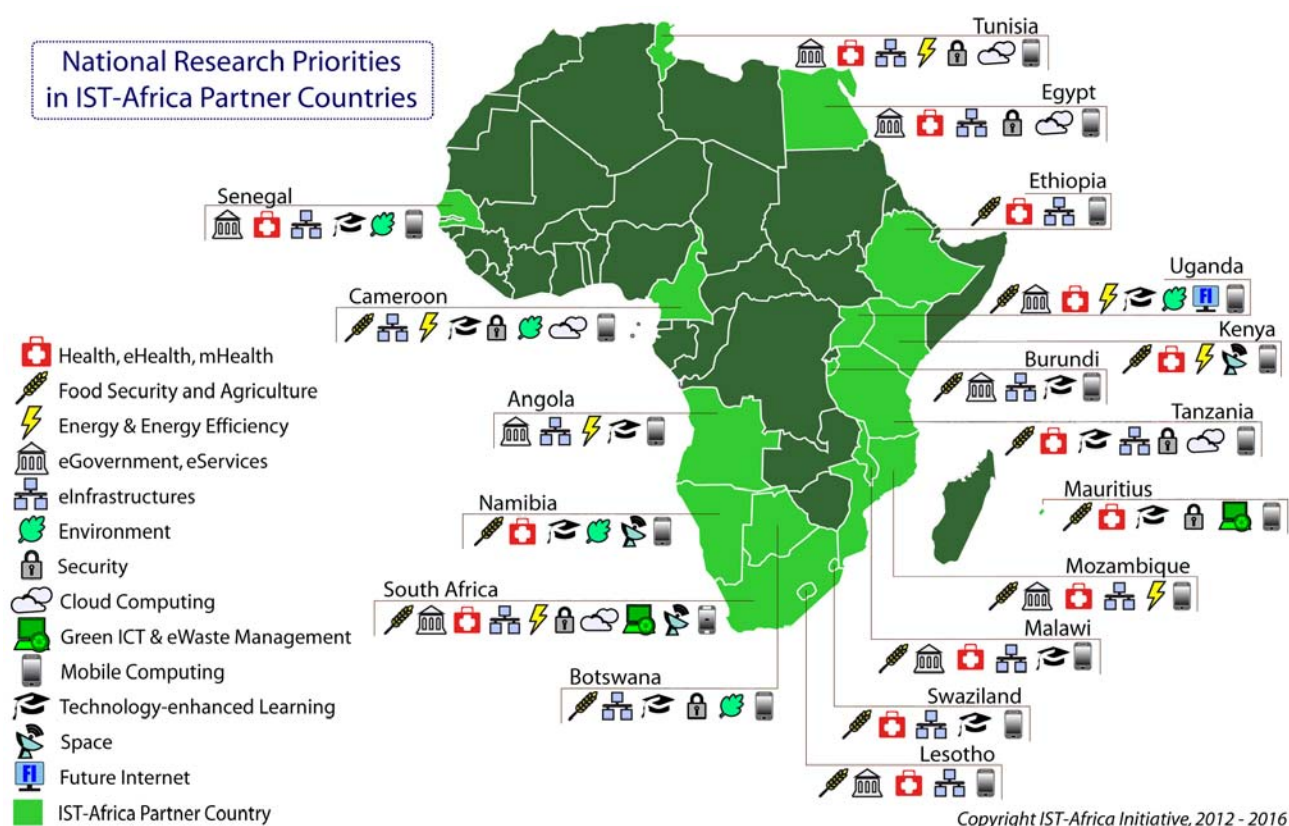 National Research Priorities
in IST-Africa Partner Countries
Tunisia
Egypt
Ethiopia
Senegal
Uganda
Cameroon
FI
Kenya
Burundi
Angola
Tanzania
Namibia
Mauritius
South Africa
Mozambique
Malawi
Botswana
Swaziland
Lesotho
Health, eHealth, mHealth
Food Security and Agriculture
Energy & Energy Efficiency
eGovernment, eServices
eInfrastructures
Environment
Security
Cloud Computing
Green ICT & eWaste Management
Mobile Computing
Technology-enhanced Learning
Space
FI Future Internet
IST-Africa Partner Country
Copyright IST-Africa Initiative, 2012 - 2016